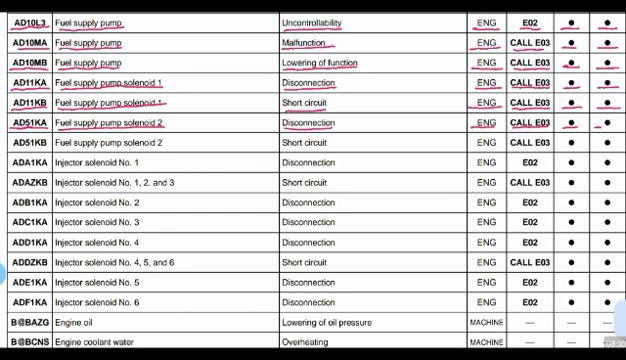 AD10L3 Fuel supply pump Uncontrollability ENG E02 ● ●
AD10MA Fuel supply pump Malfunction ENG CALL E03 ● ●
AD10MB Fuel supply pump Lowering of function ENG CALL E03 ● ●
AD11KA Fuel supply pump solenoid 1 Disconnection ENG CALL E03 ● ●
AD11KB Fuel supply pump solenoid 1 Short circuit ENG CALL E03 ● ●
AD51KA Fuel supply pump solenoid 2 Disconnection ENG CALL E03 ● ●
AD51KB Fuel supply pump solenoid 2 Short circuit ENG CALL E03 ● ●
ADA1KA Injector solenoid No. 1 Disconnection ENG E02 ● ●
ADAZKB Injector solenoid No. 1, 2, and 3 Short circuit ENG CALL E03 ● ●
ADB1KA Injector solenoid No. 2 Disconnection ENG E02 ● ●
ADC1KA Injector solenoid No. 3 Disconnection ENG E02 ● ●
ADD1KA Injector solenoid No. 4 Disconnection ENG E02 ● ●
ADDZKB Injector solenoid No. 4, 5, and 6 Short circuit ENG CALL E03 ● ●
ADE1KA Injector solenoid No. 5 Disconnection ENG E02 ● ●
ADF1KA Injector solenoid No. 6 Disconnection ENG E02 ● ●
B@BAZG Engine oil Lowering of oil pressure MACHINE — —
B@BCNS Engine coolant water Overheating MACHINE — —